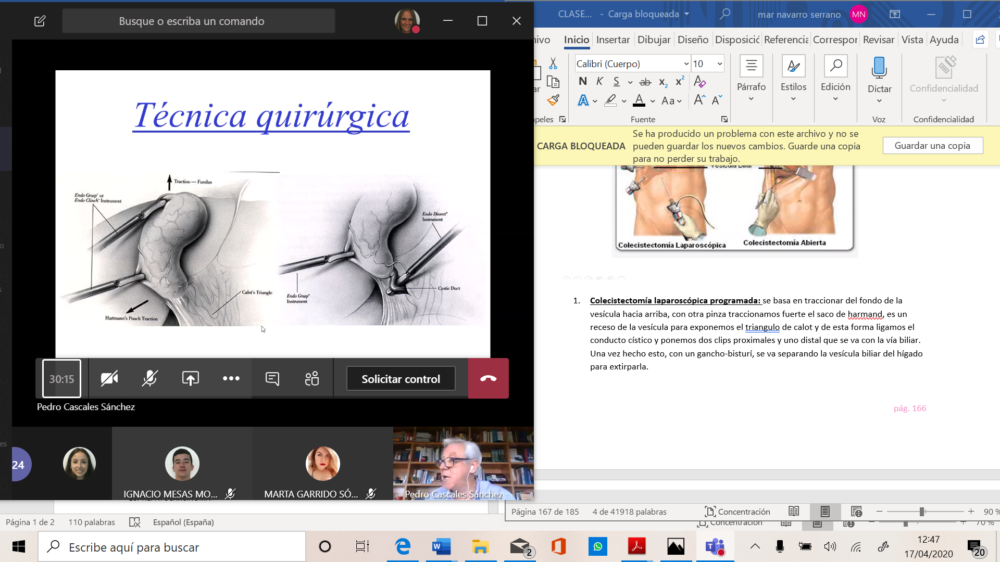 Busque o escriba un comando
Técnica quirúrgica
Traction — Fundus
Endo Grasp* or
Endo Clinch* Instrument
Calot's Triangle
Hartmann's Pouch Traction
Endo Dissect*
Instrument
Cystic Duct
Endo Grasp*
Instrument
30:15
Solicitar control
Pedro Cascales Sánchez
24
IGNACIO MESAS MO...
MARTA GARRIDO SÓ...
Pedro Cascales Sánchez
CLASE... - Carga bloqueada
mar navarro serrano
MN
Inicio Insertar Dibujar Diseño Disposició Referencia Correspor Revisar Vista Ayuda
Calibri (Cuerpo) 10
N K S ab x2 x2 A
A A Aa A A
Párrafo
Estilos
Edición
Dictar
Confidencialidad
Fuente
Voz
Confidencialidad
CARGA BLOQUEADA
Se ha producido un problema con este archivo y no se
pueden guardar los nuevos cambios. Guarde una copia
para no perder su trabajo.
Guardar una copia
Vesícula Biliar
Colecistectomía Laparoscópica
Colecistectomía Abierta
1. Colecistectomía laparoscópica programada: se basa en traccionar del fondo de la
vesícula hacia arriba, con otra pinza traccionamos fuerte el saco de harmand, es un
receso de la vesícula para exponemos el triangulo de calot y de esta forma ligamos el
conducto cístico y ponemos dos clips proximales y uno distal que se va con la vía biliar.
Una vez hecho esto, con un gancho-bisturí, se va separando la vesícula biliar del hígado
para extirparla.
pág. 166
Página 167 de 185
4 de 41918 palabras
Concentración
90 %
Página 1 de 2
110 palabras
Español (España)
Concentración
70 %
Escribe aquí para buscar
2
12:47
17/04/2020
20